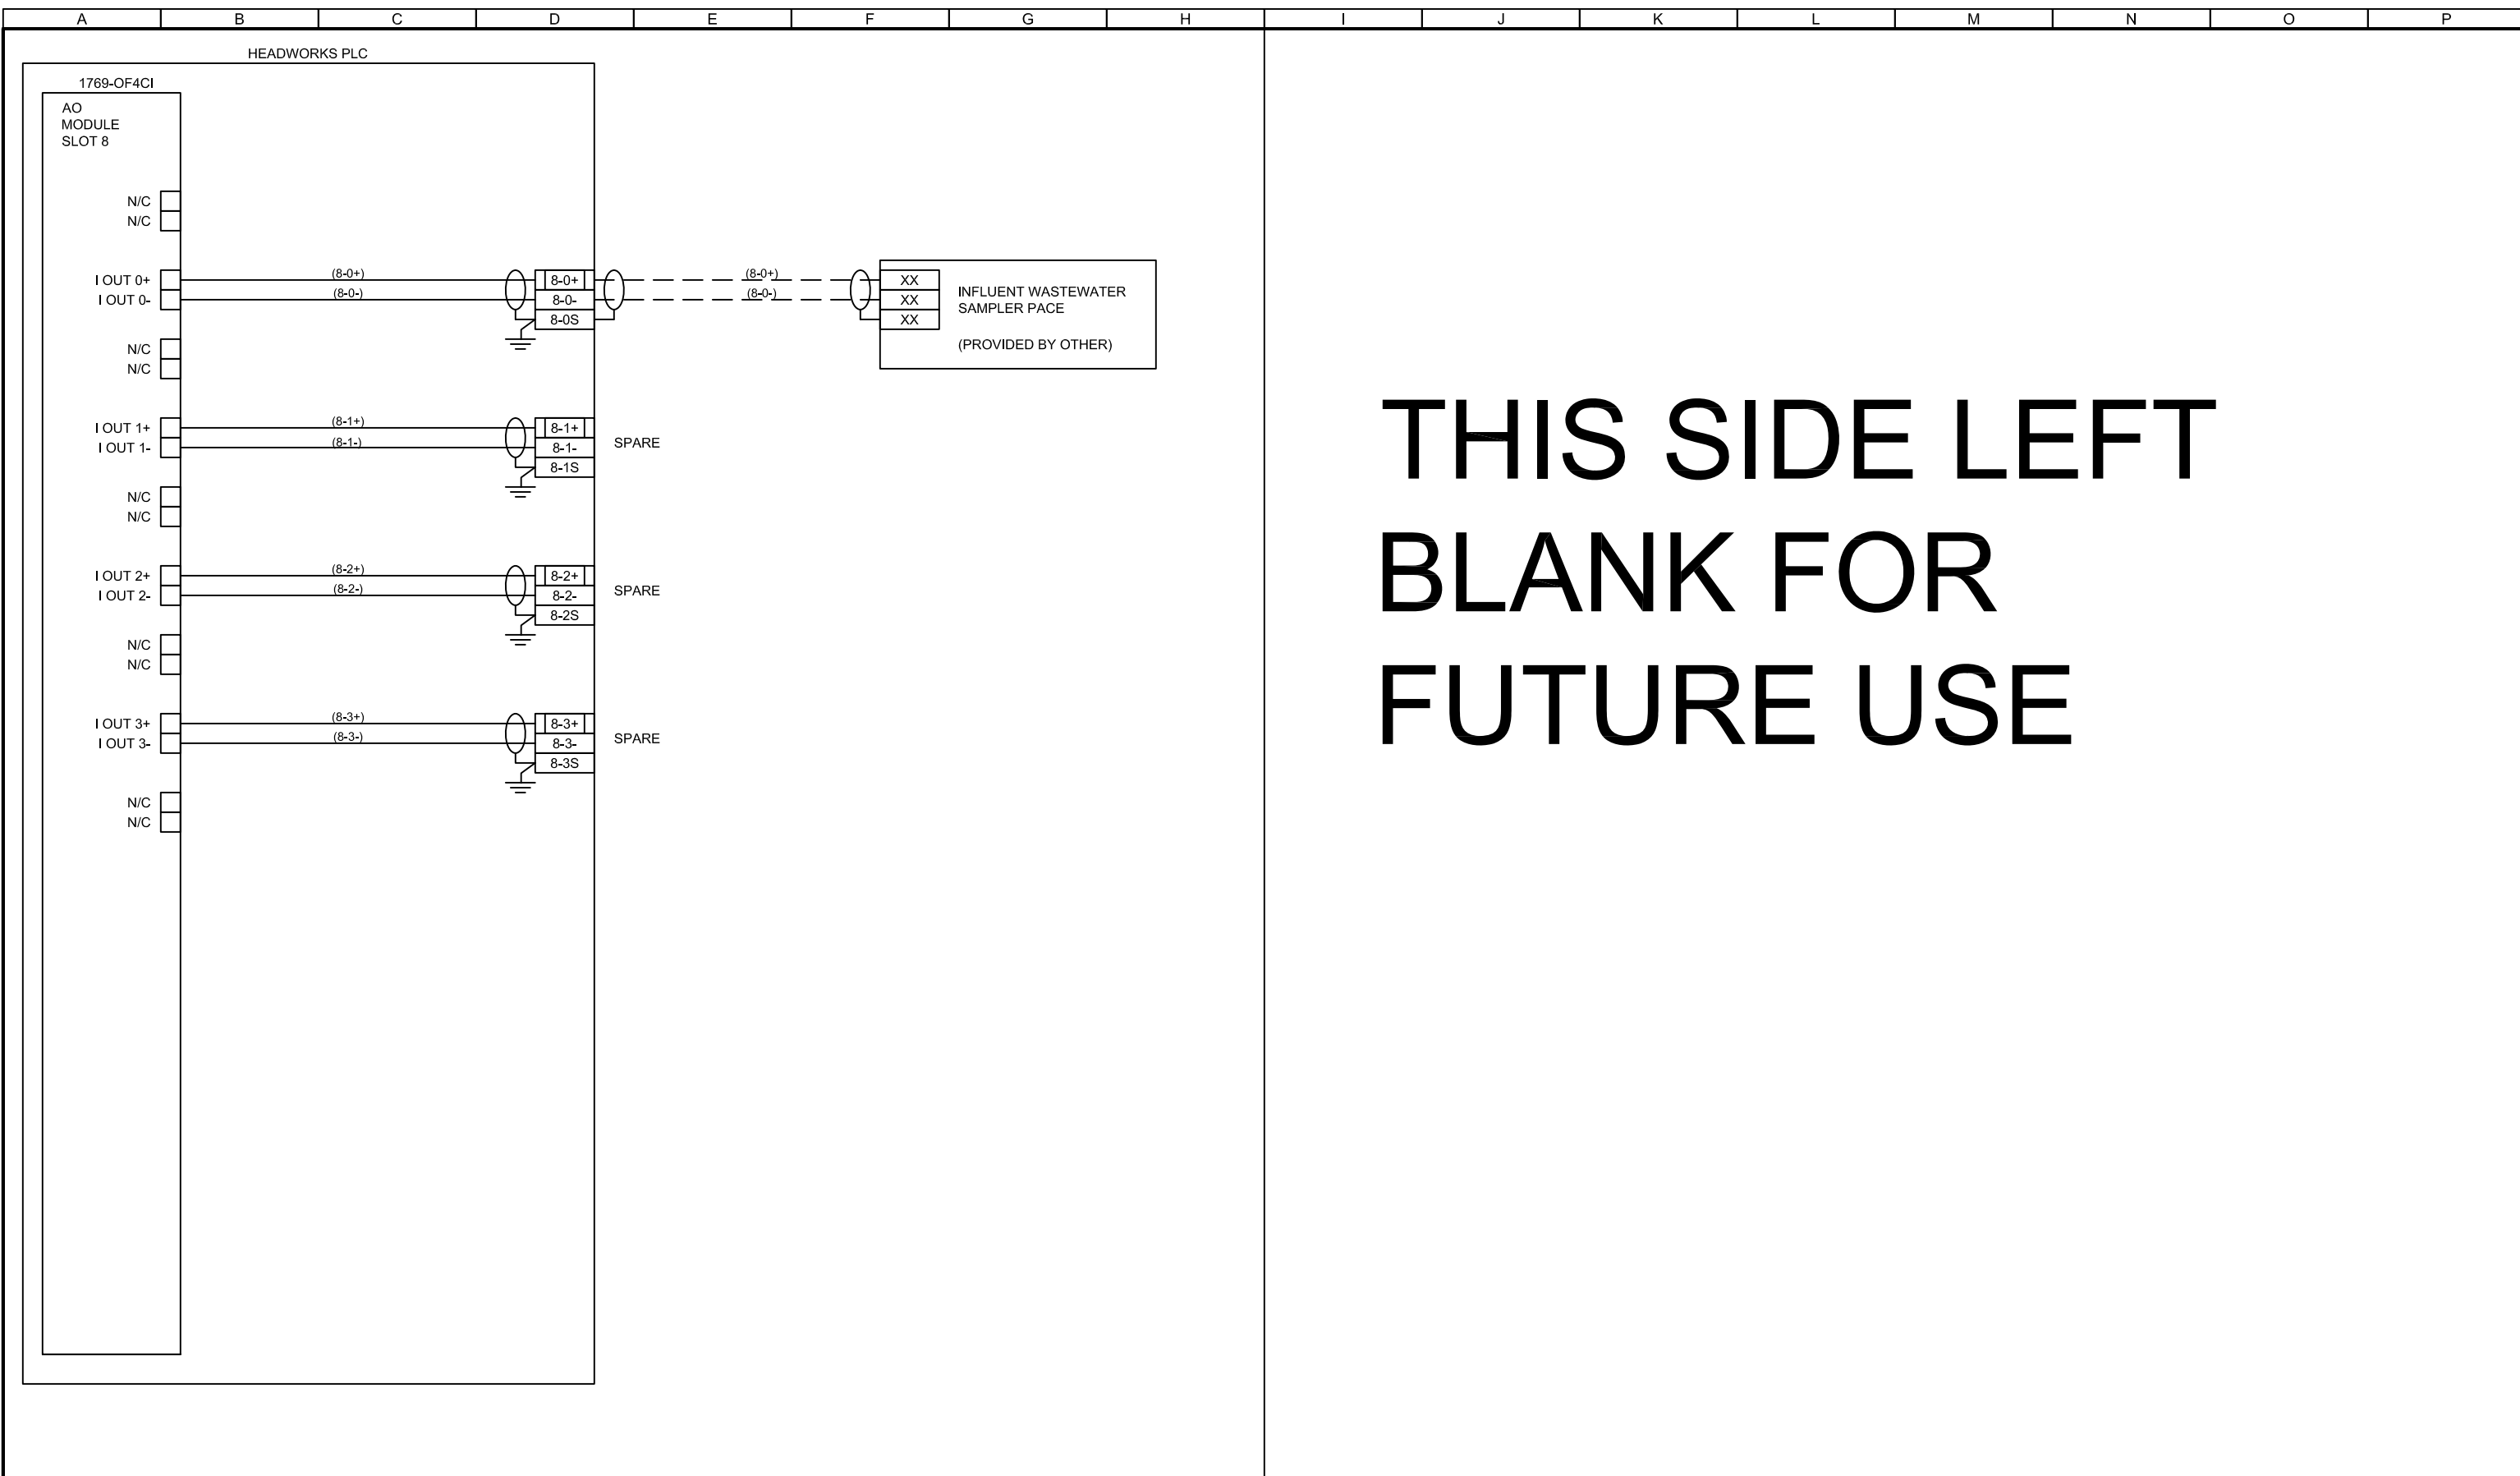 A B C D E F G H I J K L M N O P
HEADWORKS PLC
1769-OF4CI
AO
MODULE
SLOT 8
N/C
N/C
I OUT 0+ (8-0+) 8-0+ (8-0+) XX
I OUT 0- (8-0-) 8-0- (8-0-) XX
8-0S XX
INFLUENT WASTEWATER
SAMPLER PACE
(PROVIDED BY OTHER)
N/C
N/C
I OUT 1+ (8-1+) 8-1+
I OUT 1- (8-1-) 8-1-
8-1S
SPARE
N/C
N/C
I OUT 2+ (8-2+) 8-2+
I OUT 2- (8-2-) 8-2-
8-2S
SPARE
N/C
N/C
I OUT 3+ (8-3+) 8-3+
I OUT 3- (8-3-) 8-3-
8-3S
SPARE
N/C
N/C
THIS SIDE LEFT
BLANK FOR
FUTURE USE